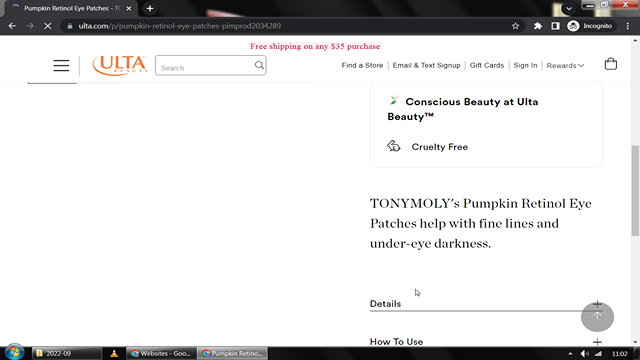 Pumpkin Retinol Eye Patches - TO
ulta.com/p/pumpkin-retinol-eye-patches-pimprod2034289
Incognito
Free shipping on any $35 purchase
ULTA
BEAUTY
Search
Find a Store
Email & Text Signup
Gift Cards
Sign In
Rewards
Conscious Beauty at Ulta
Beauty™
Cruelty Free
TONYMOLY's Pumpkin Retinol Eye
Patches help with fine lines and
under-eye darkness.
Details
How To Use
2022-09
Websites - Goo...
Pumpkin Retino...
11:02